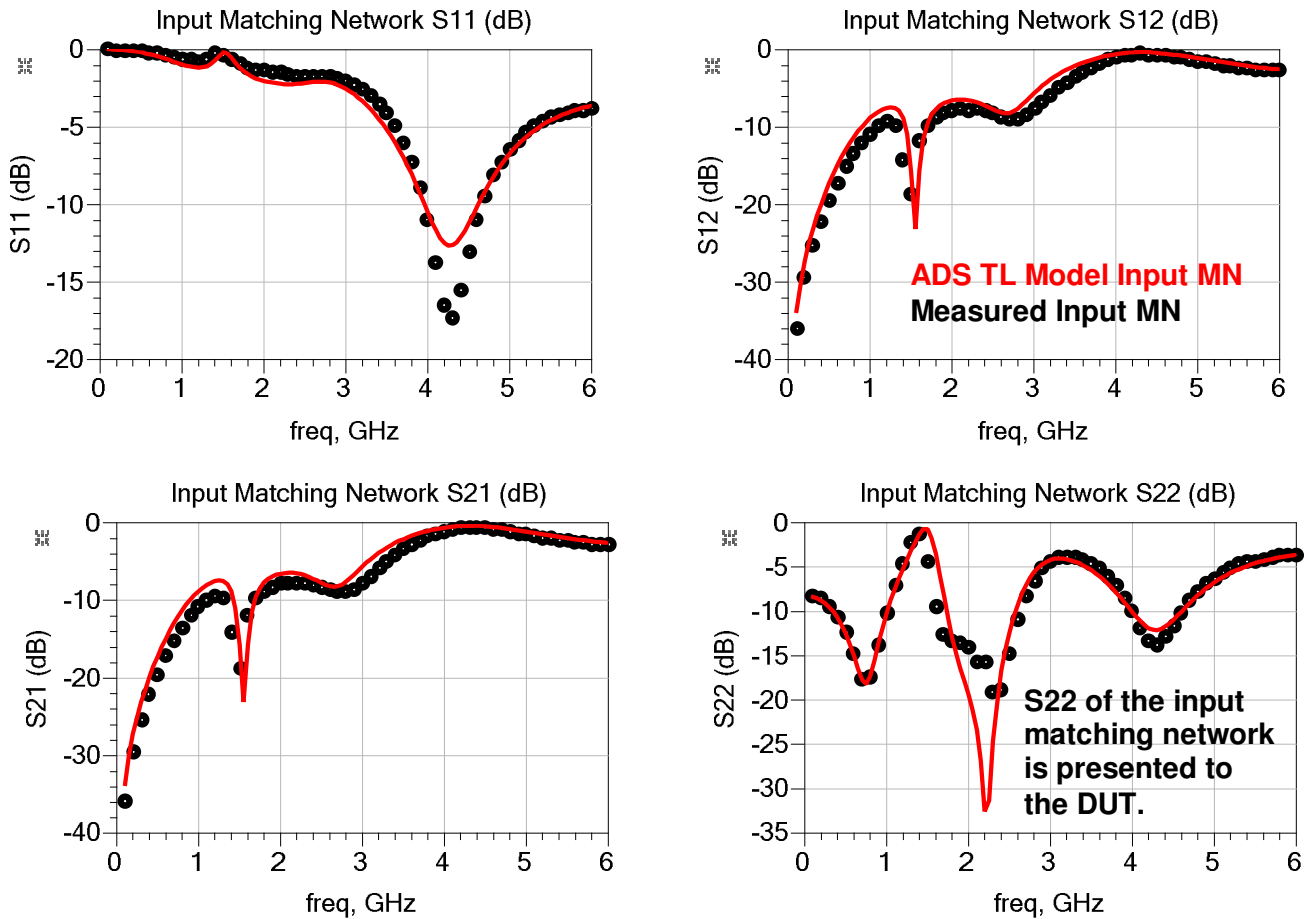 Input Matching Network S11 (dB)
0
-5
-10
-15
-20
S11 (dB)
0 1 2 3 4 5 6
freq, GHz
Input Matching Network S12 (dB)
0
-10
-20
-30
-40
S12 (dB)
ADS TL Model Input MN
Measured Input MN
0 1 2 3 4 5 6
freq, GHz
Input Matching Network S21 (dB)
0
-10
-20
-30
-40
S21 (dB)
0 1 2 3 4 5 6
freq, GHz
Input Matching Network S22 (dB)
0
-5
-10
-15
-20
-25
-30
-35
S22 (dB)
S22 of the input
matching network
is presented to
the DUT.
0 1 2 3 4 5 6
freq, GHz